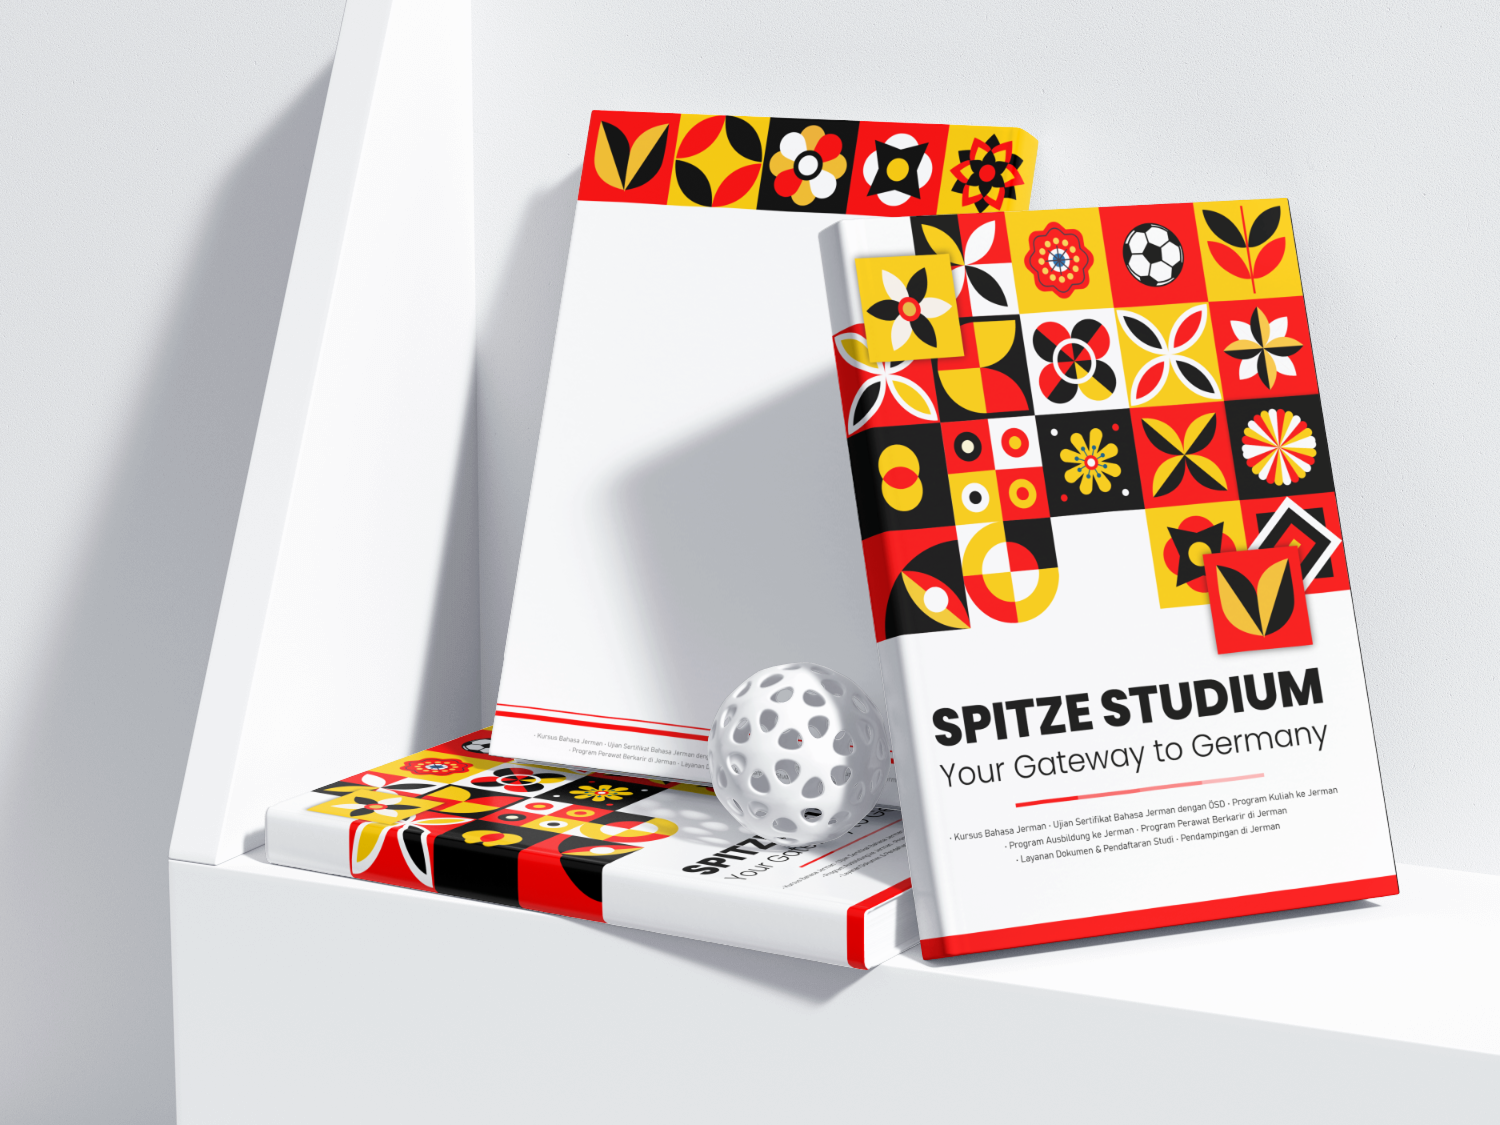 SPITZE STUDIUM
Your Gateway to Germany
• Kursus Bahasa Jerman • Ujian Sertifikat Bahasa Jerman dengan ÖSD • Program Kuliah ke Jerman
• Program Ausbildung ke Jerman • Program Perawat Berkarir di Jerman
• Layanan Dokumen & Pendaftaran Studi • Pendampingan di Jerman
• Kursus Bahasa Jerman • Ujian Sertifikat Bahasa Jerman
• Program Perawat Berkarir di Jerman • Layanan
SPITZ
Your